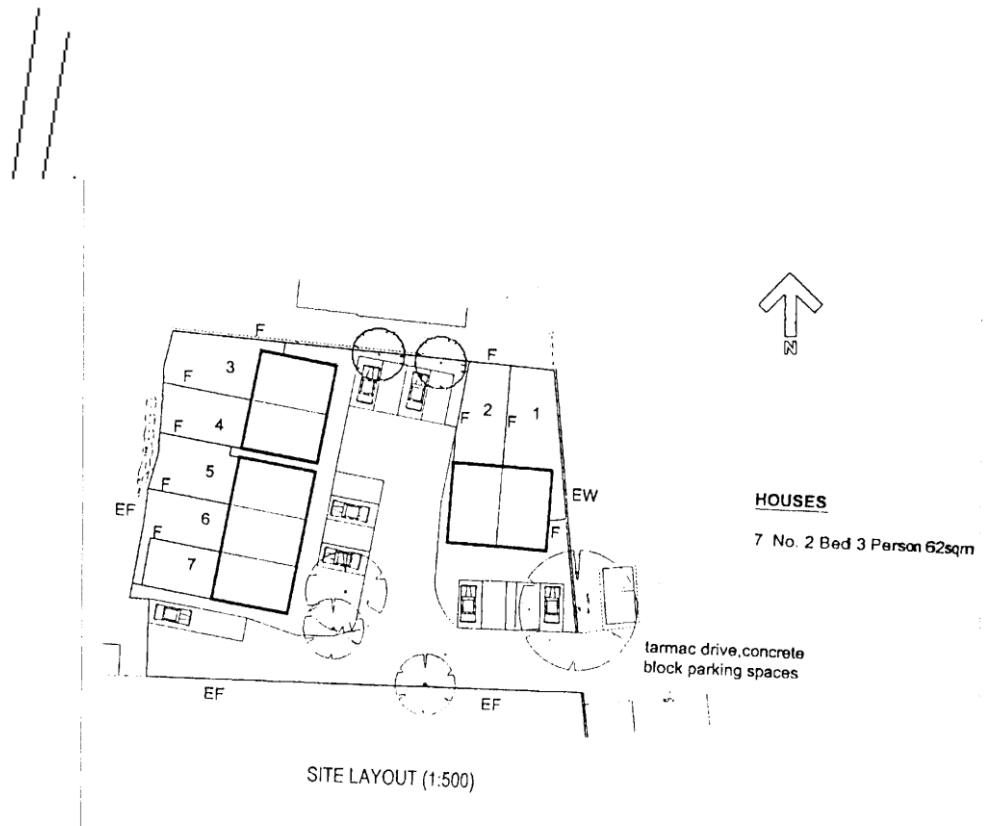 N
F
F
3
F
F
2
F
1
4
F
5
EW
HOUSES
EF
6
F
7 No. 2 Bed 3 Person 62sqm
F
7
tarmac drive,concrete
block parking spaces
EF
EF
SITE LAYOUT (1:500)